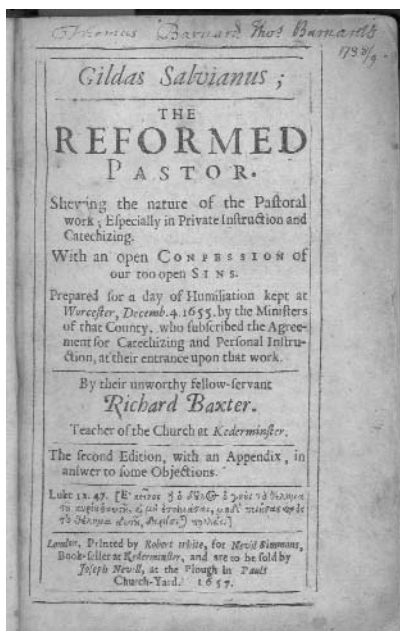 Thomas Barnard Thos Barnards
1738/9.
Gildas Salvianus;
THE
REFORMED
PASTOR.
Shewing the nature of the Paſtoral
work; Eſpecially in Private Inſtruction and
Catechizing.
With an open CONFESSION of
our too open SINS.
Prepared for a day of Humiliation kept at
Worceſter, Decemb. 4. 1655. by the Miniſters
of that County, who ſubſcribed the Agree-
ment for Catechizing and Perſonal Inſtru-
ction, at their entrance upon that work.
By their unworthy fellow-ſervant
Richard Baxter.
Teacher of the Church at Kederminſter.
The ſecond Edition, with an Appendix, in
anſwer to ſome Objections.
Luke 12. 47.
London, Printed by Robert White, for Nevil Simmons,
Book-ſeller at Kederminſter, and are to be ſold by
Joſeph Nevill, at the Plough in Pauls
Church-Yard. 1657.